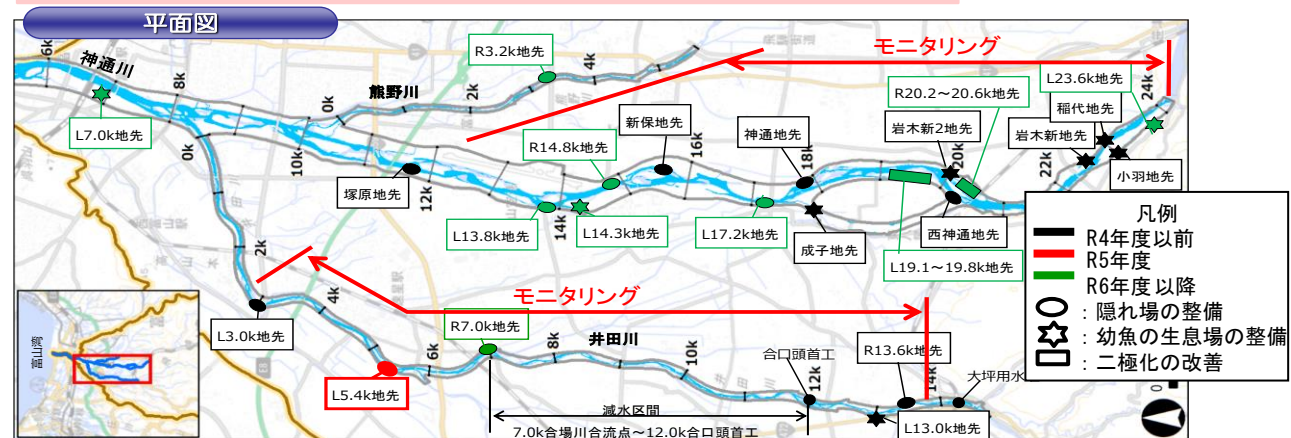 平面図
6k
神通川
8k
R3.2k地先
4k
モニタリング
L23.6k地先
24k
L7.0k地先
0k
熊野川
2k
R20.2～20.6k地先
稲代地先
0k
10k
新保地先
16k
神通地先
18k
岩木新2地先
20k
岩木新地先
22k
R14.8k地先
塚原地先
12k
小羽地先
L13.8k地先
14k
L14.3k地先
L17.2k地先
成子地先
西神通地先
L19.1～19.8k地先
2k
モニタリング
凡例
R4年度以前
R5年度
R6年度以降
：隠れ場の整備
：幼魚の生息場の整備
：二極化の改善
L3.0k地先
4k
R7.0k地先
井田川
6k
8k
10k
合口頭首工
12k
R13.6k地先
14k
大坪用水
L5.4k地先
減水区間
7.0k合場川合流点～12.0k合口頭首工
L13.0k地先
富山湾
0